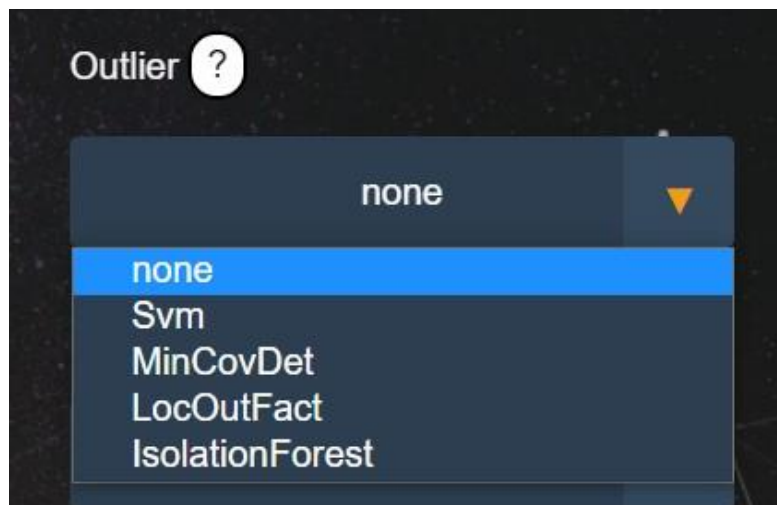 Outlier ?
none
none
Svm
MinCovDet
LocOutFact
IsolationForest